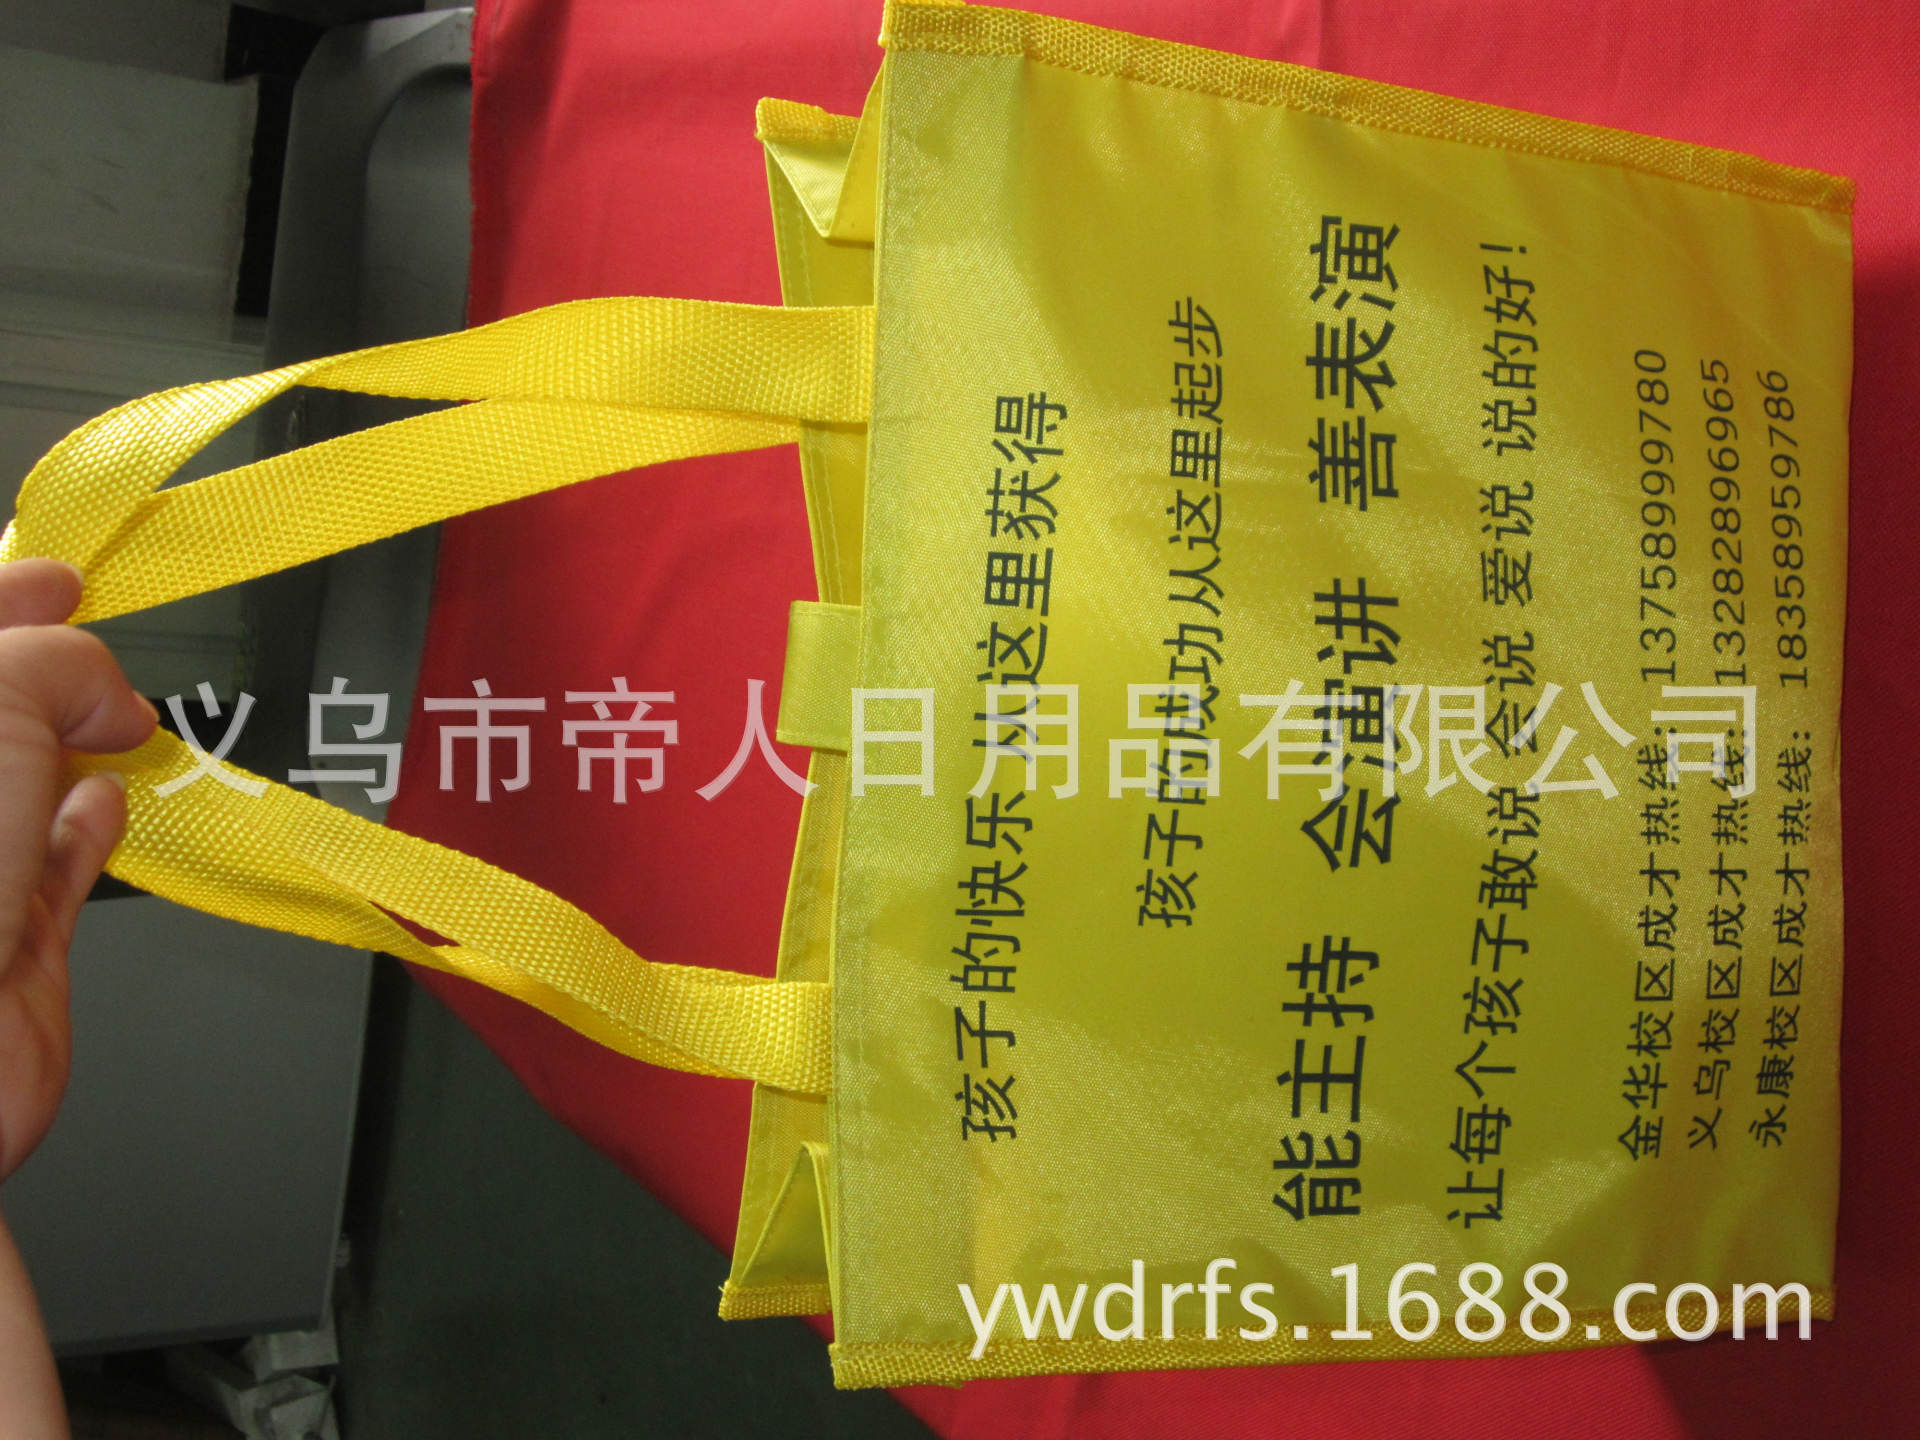 孩子的快乐从这里获得
孩子的成功从这里起步
能主持 会演讲 善表演
让每个孩子敢说 会说 爱说 说的好!
金华校区成才热线: 13758999780
义乌校区成才热线: 13282896965
永康校区成才热线: 18358959786
义乌市帝人日用品有限公司
ywdrfs.1688.com